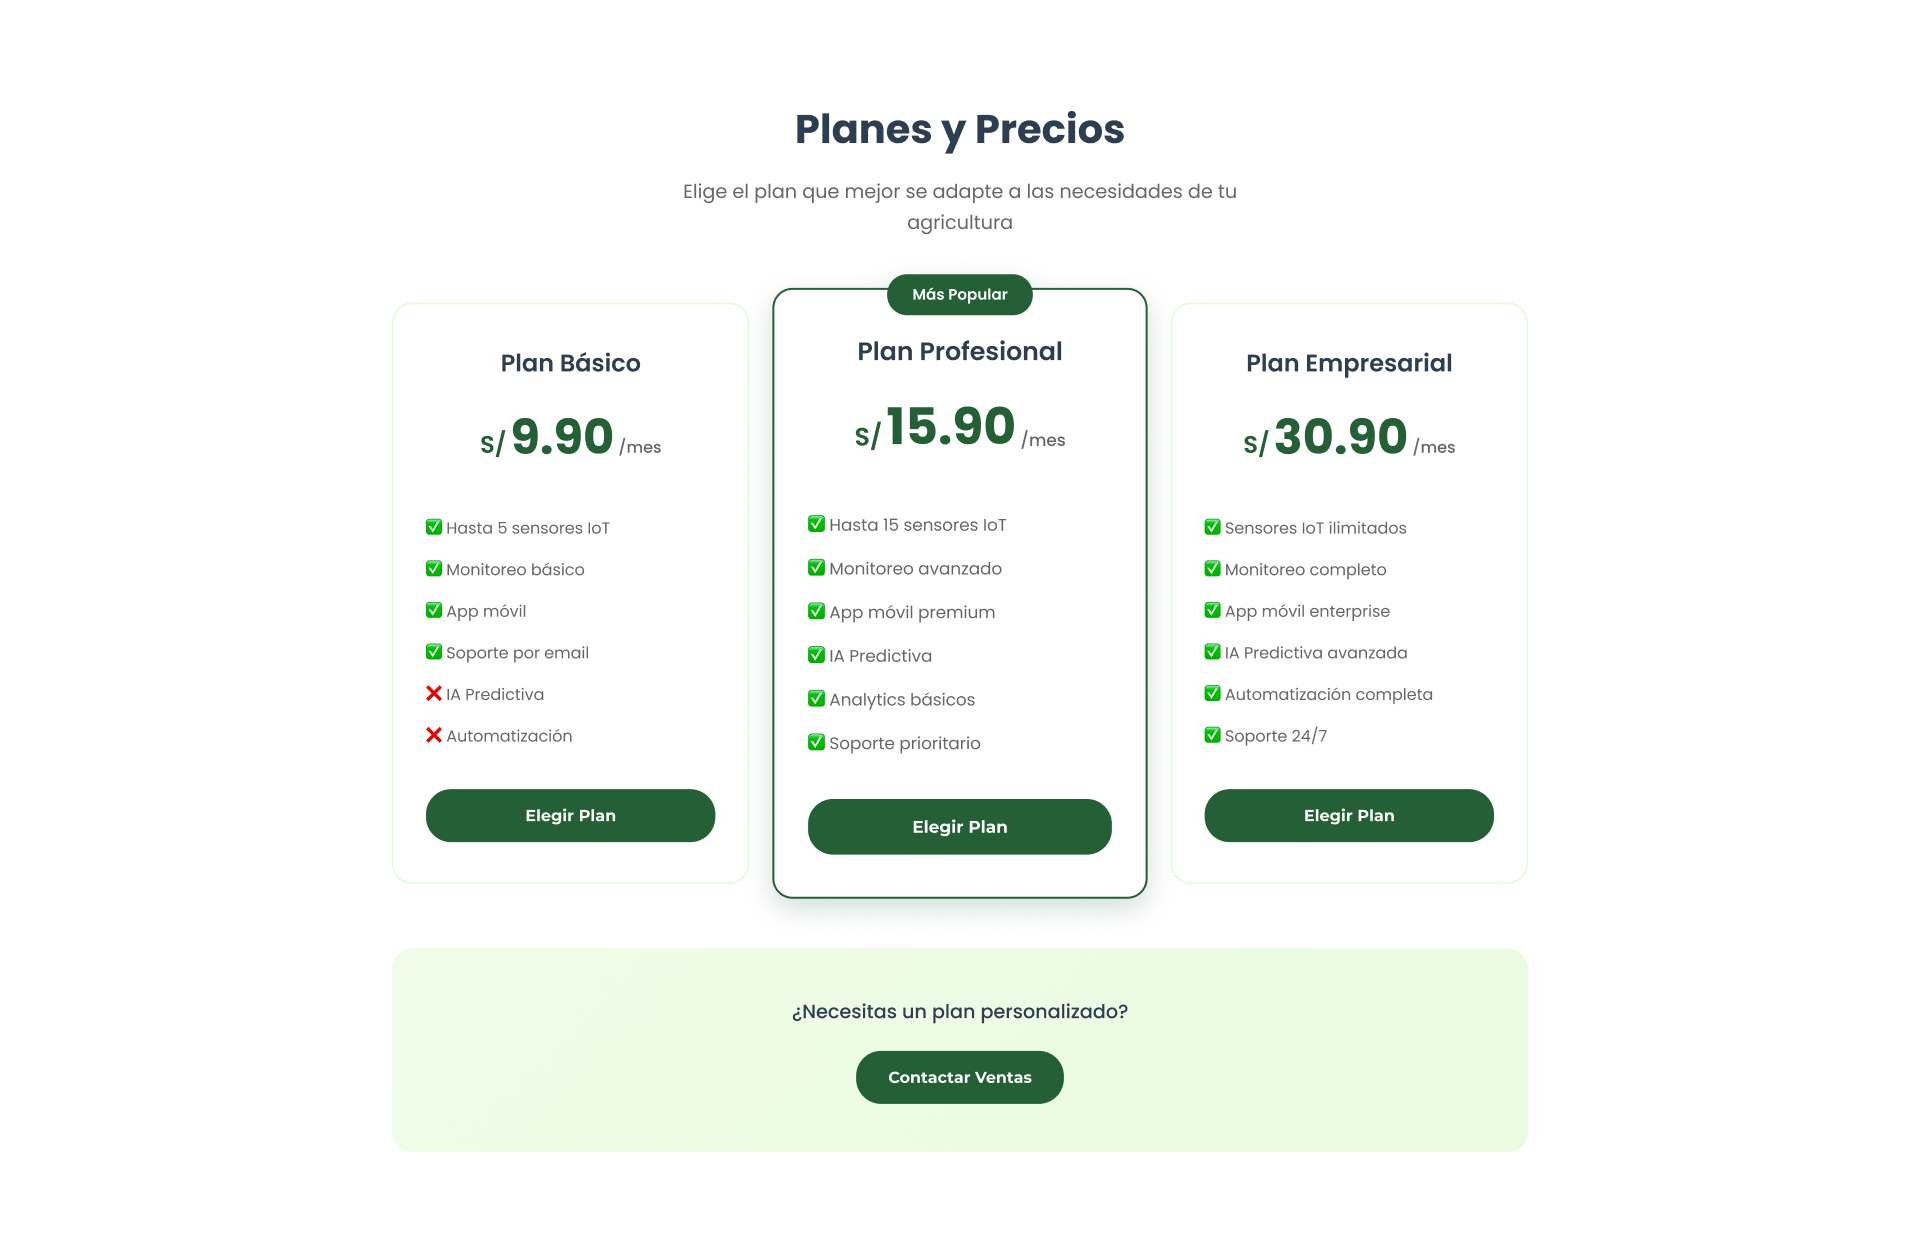 Planes y Precios
Elige el plan que mejor se adapte a las necesidades de tu
agricultura
Plan Básico
S/ 9.90 /mes
✅ Hasta 5 sensores IoT
✅ Monitoreo básico
✅ App móvil
✅ Soporte por email
❌ IA Predictiva
❌ Automatización
Elegir Plan
Más Popular
Plan Profesional
S/ 15.90 /mes
✅ Hasta 15 sensores IoT
✅ Monitoreo avanzado
✅ App móvil premium
✅ IA Predictiva
✅ Analytics básicos
✅ Soporte prioritario
Elegir Plan
Plan Empresarial
S/ 30.90 /mes
✅ Sensores IoT ilimitados
✅ Monitoreo completo
✅ App móvil enterprise
✅ IA Predictiva avanzada
✅ Automatización completa
✅ Soporte 24/7
Elegir Plan
¿Necesitas un plan personalizado?
Contactar Ventas